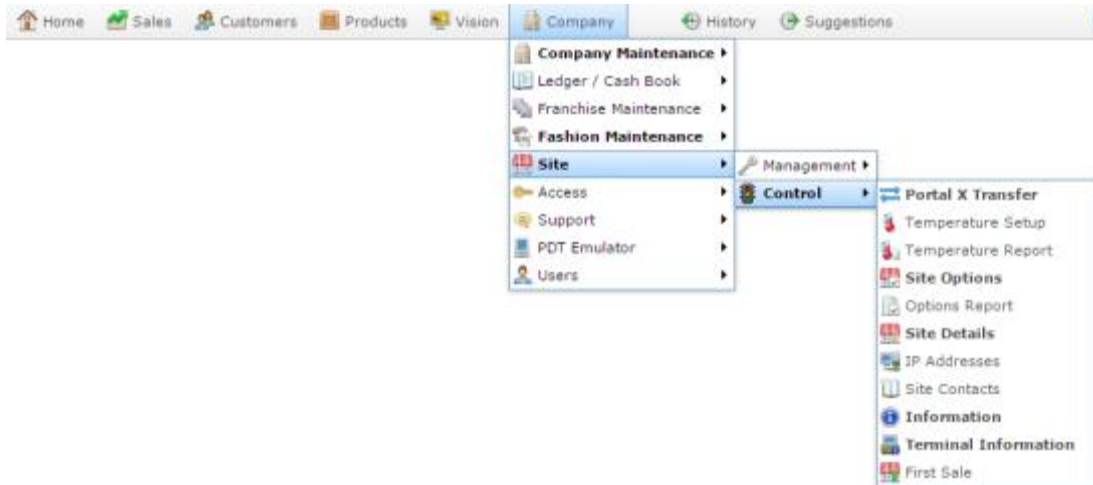 Home Sales Customers Products Vision Company History Suggestions
Company Maintenance
Ledger / Cash Book
Franchise Maintenance
Fashion Maintenance
Site
Access
Support
PDT Emulator
Users
Management
Control
Portal X Transfer
Temperature Setup
Temperature Report
Site Options
Options Report
Site Details
IP Addresses
Site Contacts
Information
Terminal Information
First Sale